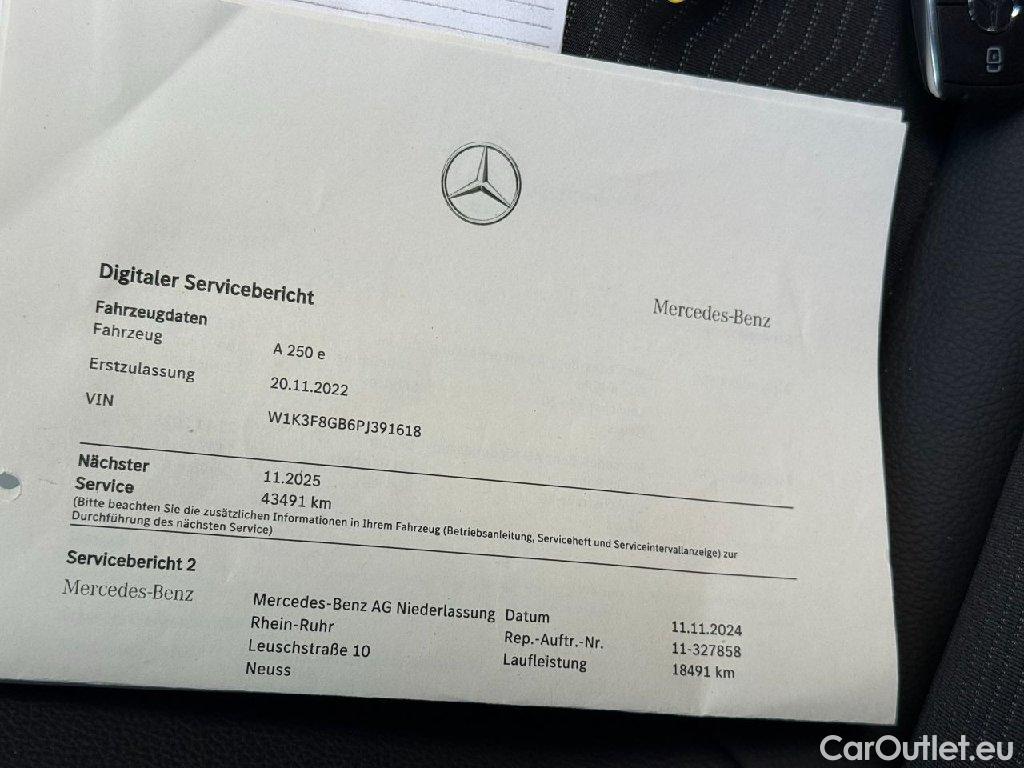 Digitaler Servicebericht
Mercedes-Benz
Fahrzeugdaten
Fahrzeug A 250 e
Erstzulassung 20.11.2022
VIN W1K3F8GB6PJ391618
Nächster 11.2025
Service 43491 km
(Bitte beachten Sie die zusätzlichen Informationen in Ihrem Fahrzeug (Betriebsanleitung, Serviceheft und Serviceintervallanzeige) zur
Durchführung des nächsten Service)
Servicebericht 2
Mercedes-Benz Mercedes-Benz AG Niederlassung Datum 11.11.2024
Rhein-Ruhr Rep.-Auftr.-Nr. 11-327858
Leuschstraße 10 Laufleistung 18491 km
Neuss
CarOutlet.eu